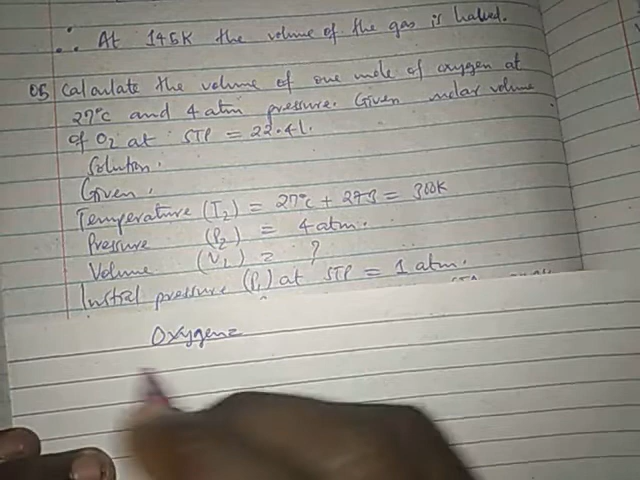 ∴ At 145K the volume of the gas is halved.
Q5 Calculate the volume of one mole of oxygen at
27°c and 4 atm pressure. Given molar volume
of O₂ at STP = 22.4l.
Solution.
Given.
Temperature (T₂) = 27°c + 273 = 300K
Pressure (P₂) = 4 atm.
Volume (V₁) = ?
Initial pressure (P₁) at STP = 1 atm.
Oxygen=